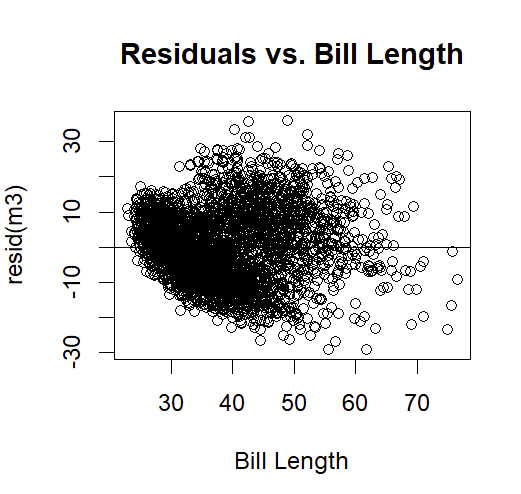 Residuals vs. Bill Length
resid(m3)
30
10
-10
-30
30 40 50 60 70
Bill Length